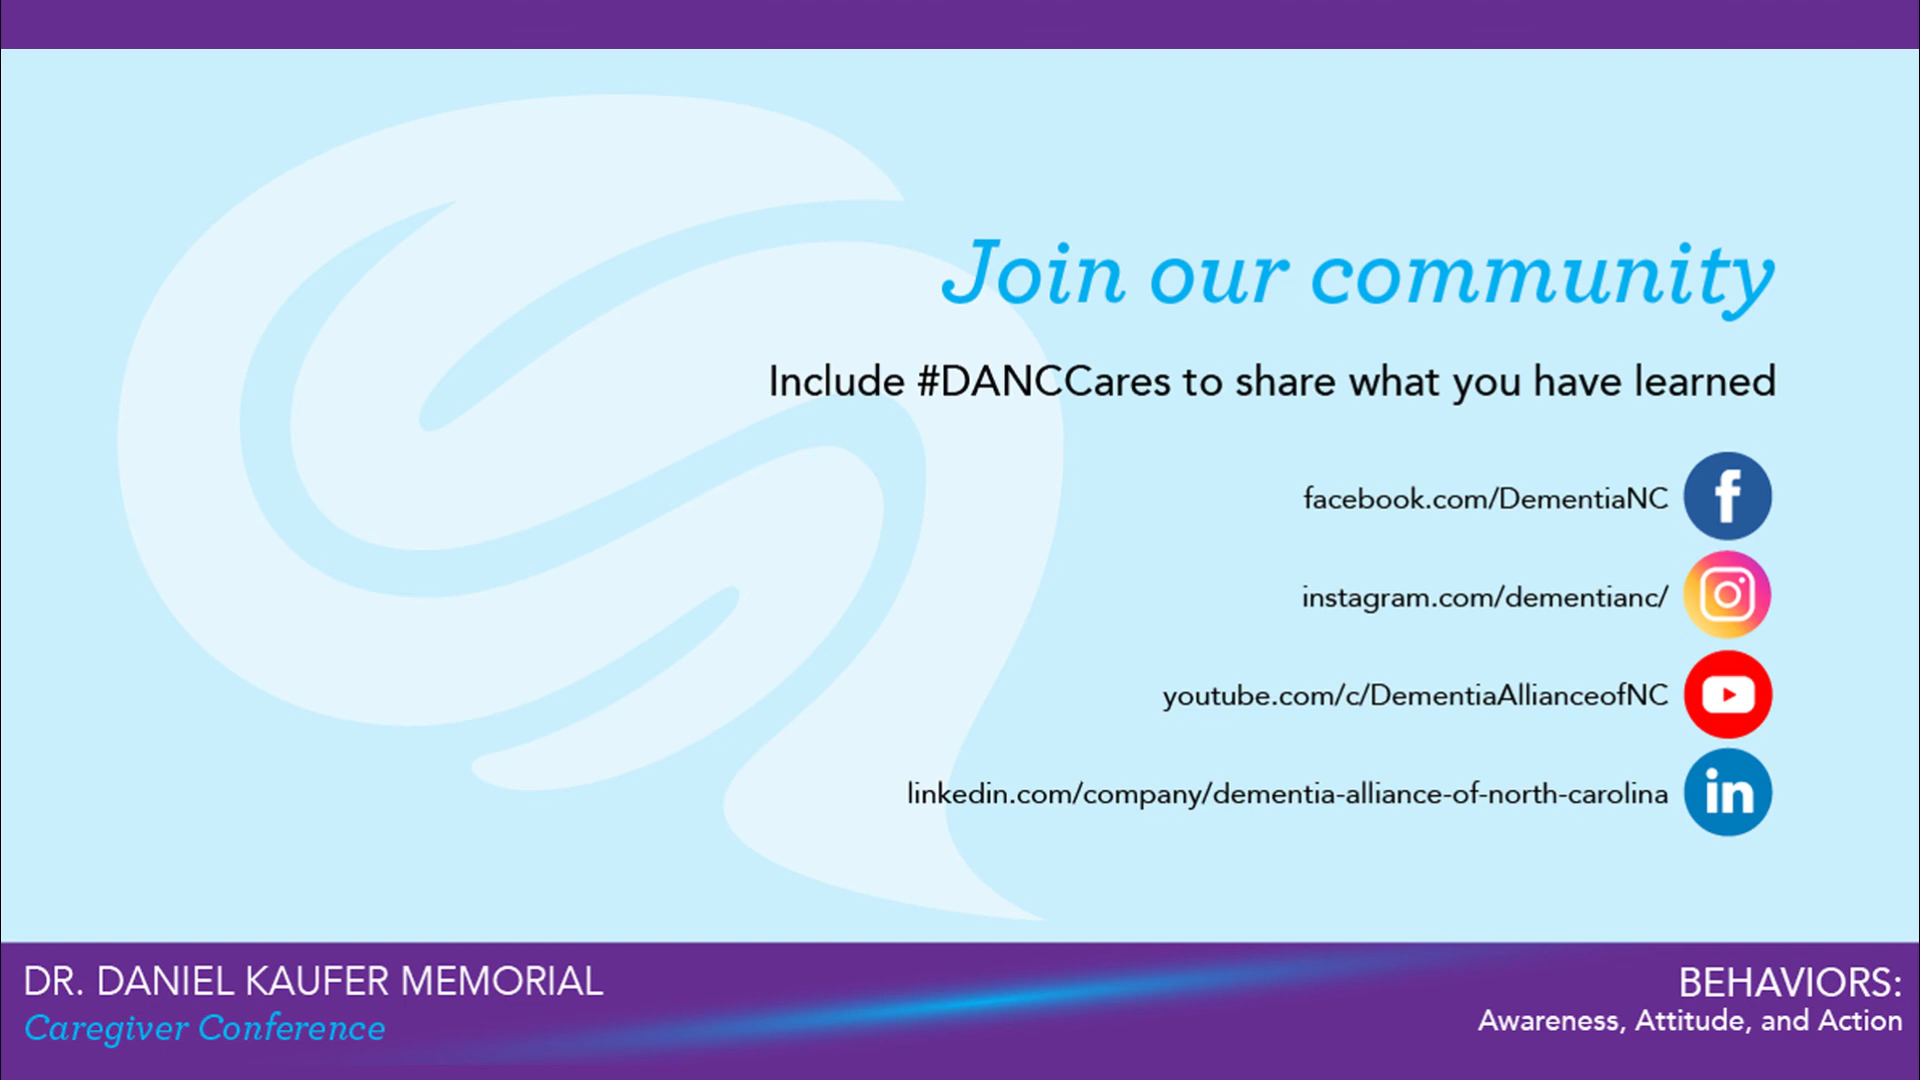 Join our community
Include #DANCCares to share what you have learned
facebook.com/DementiaNC
instagram.com/dementianc/
youtube.com/c/DementiaAllianceofNC
linkedin.com/company/dementia-alliance-of-north-carolina
DR. DANIEL KAUFER MEMORIAL
Caregiver Conference
BEHAVIORS:
Awareness, Attitude, and Action